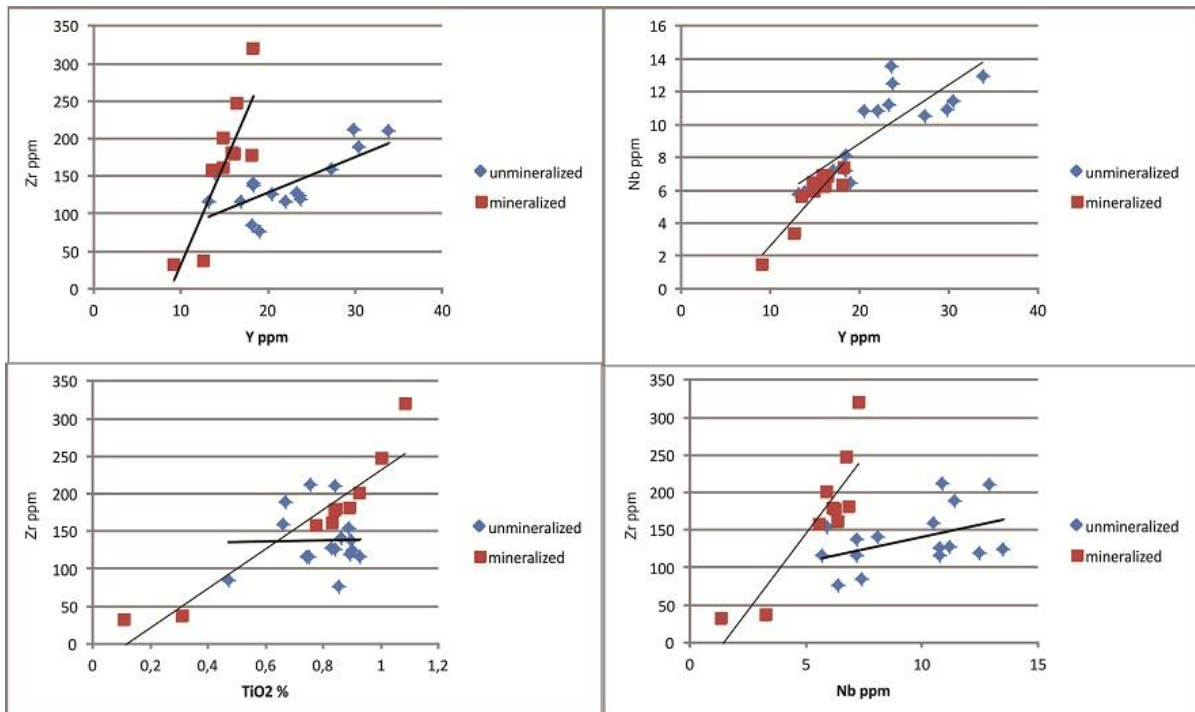 350
300
250
200
150
100
50
0
Zr ppm
0 10 20 30 40
Y ppm
unmineralized
mineralized
16
14
12
10
8
6
4
2
0
Nb ppm
0 10 20 30 40
Y ppm
unmineralized
mineralized
350
300
250
200
150
100
50
0
Zr ppm
0 0,2 0,4 0,6 0,8 1 1,2
TiO2 %
unmineralized
mineralized
350
300
250
200
150
100
50
0
Zr ppm
0 5 10 15
Nb ppm
unmineralized
mineralized